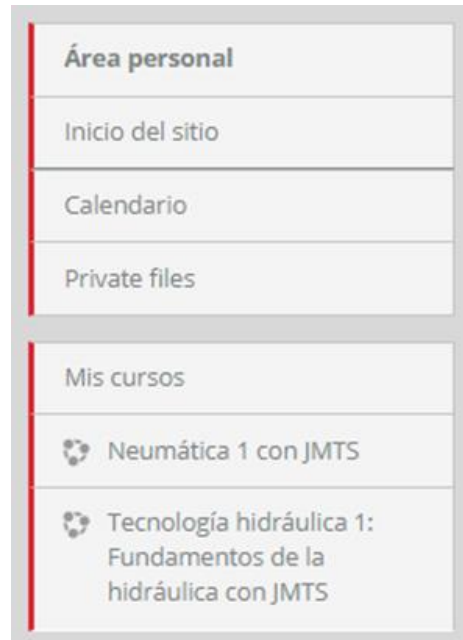 Área personal
Inicio del sitio
Calendario
Private files
Mis cursos
Neumática 1 con JMTS
Tecnología hidráulica 1:
Fundamentos de la
hidráulica con JMTS